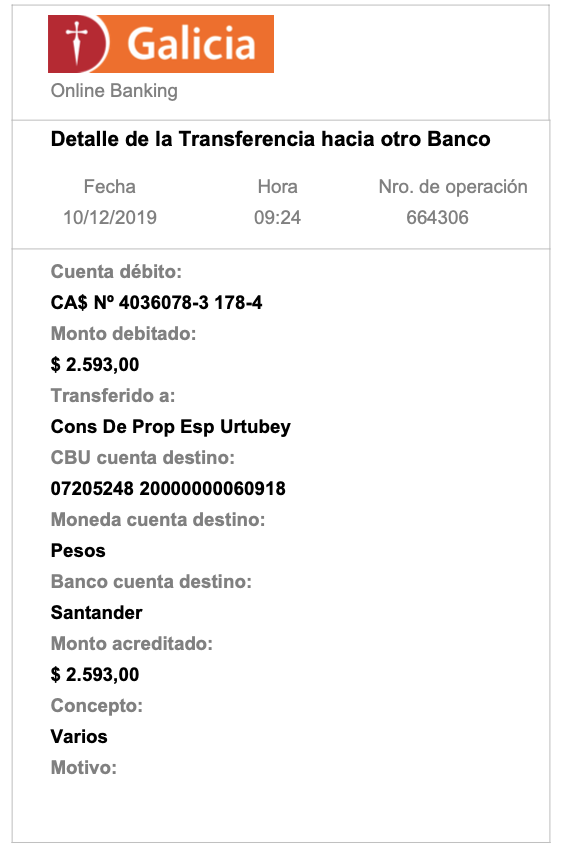 Galicia
Online Banking
Detalle de la Transferencia hacia otro Banco
Fecha Hora Nro. de operación
10/12/2019 09:24 664306
Cuenta débito:
CA$ Nº 4036078-3 178-4
Monto debitado:
$ 2.593,00
Transferido a:
Cons De Prop Esp Urtubey
CBU cuenta destino:
07205248 20000000060918
Moneda cuenta destino:
Pesos
Banco cuenta destino:
Santander
Monto acreditado:
$ 2.593,00
Concepto:
Varios
Motivo: